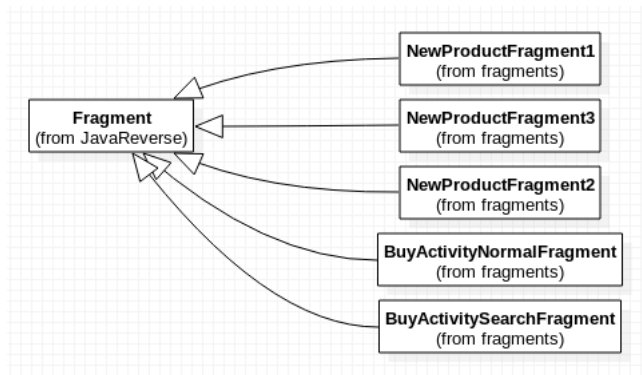 Fragment
(from JavaReverse)
NewProductFragment1
(from fragments)
NewProductFragment3
(from fragments)
NewProductFragment2
(from fragments)
BuyActivityNormalFragment
(from fragments)
BuyActivitySearchFragment
(from fragments)